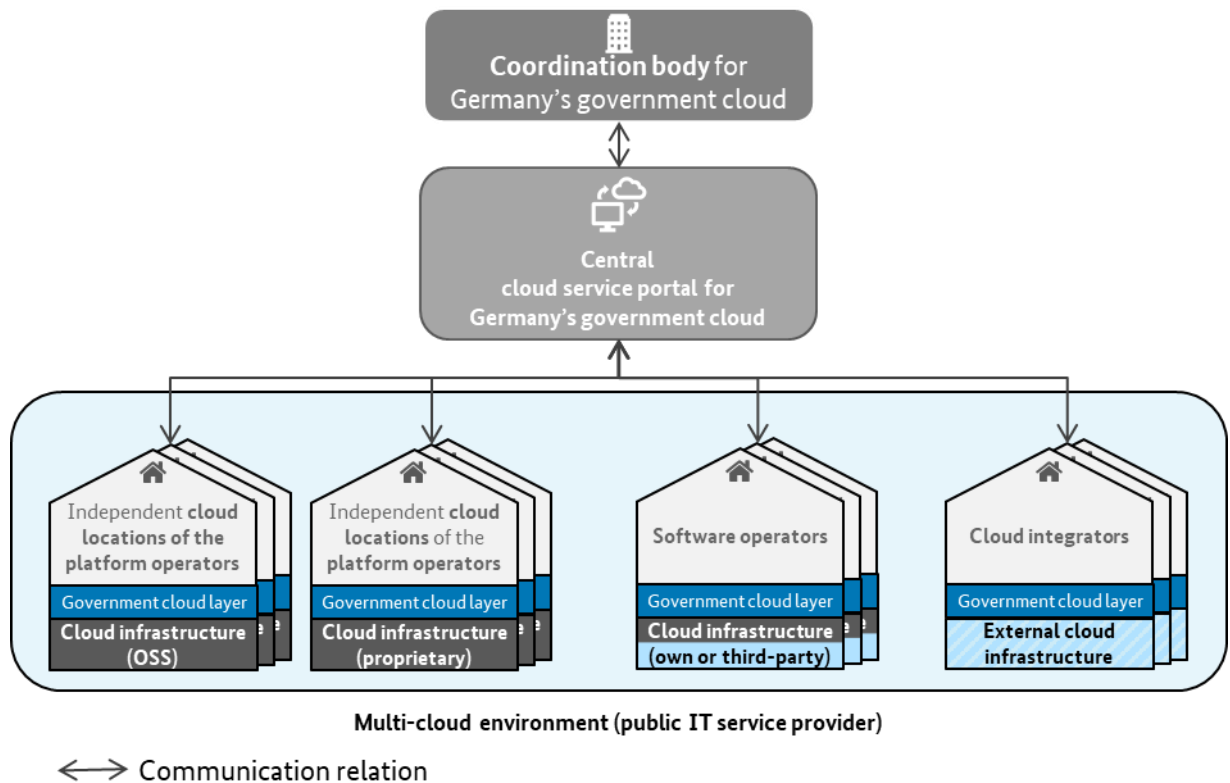 Coordination body for
Germany's government cloud
Central
cloud service portal for
Germany's government cloud
Independent cloud
locations of the
platform operators
Government cloud layer
Cloud infrastructure
(OSS)
e
e
Independent cloud
locations of the
platform operators
Government cloud layer
Cloud infrastructure
(proprietary)
e
e
Software operators
Government cloud layer
Cloud infrastructure
(own or third-party)
e
e
Cloud integrators
Government cloud layer
External cloud
infrastructure
Multi-cloud environment (public IT service provider)
Communication relation